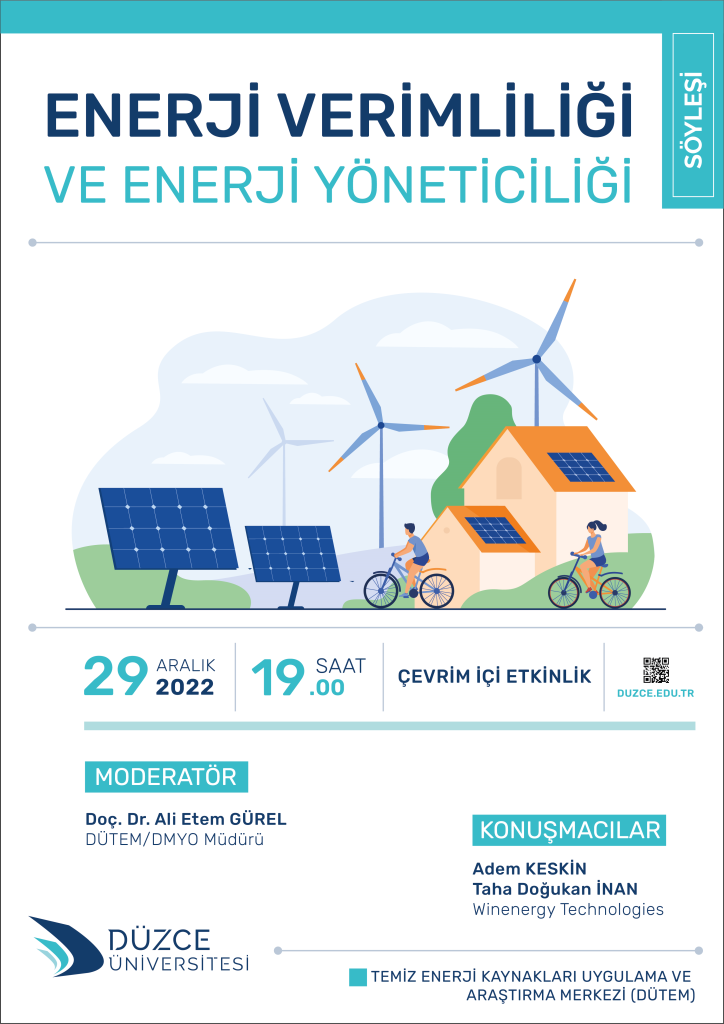 SÖYLEŞİ
ENERJİ VERİMLİLİĞİ
VE ENERJİ YÖNETİCİLİĞİ
29 ARALIK 2022
19.00 SAAT
ÇEVRİM İÇİ ETKİNLİK
DUZCE.EDU.TR
MODERATÖR
Doç. Dr. Ali Etem GÜREL
DÜTEM/DMYO Müdürü
KONUŞMACILAR
Adem KESKİN
Taha Doğukan İNAN
Winenergy Technologies
DÜZCE
ÜNİVERSİTESİ
TEMİZ ENERJİ KAYNAKLARI UYGULAMA VE
ARAŞTIRMA MERKEZİ (DÜTEM)